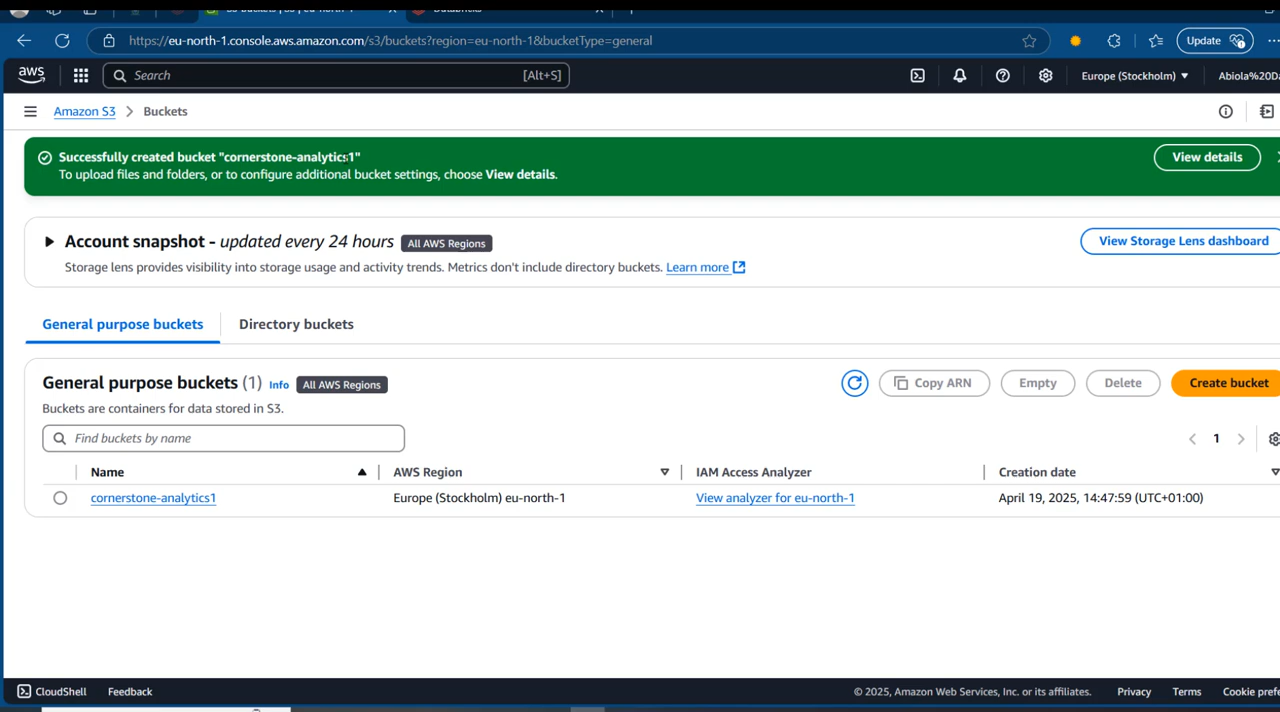 https://eu-north-1.console.aws.amazon.com/s3/buckets?region=eu-north-1&bucketType=general
Update
aws
Search
[Alt+S]
Europe (Stockholm)
Abiola%20Da
Amazon S3 > Buckets
Successfully created bucket "cornerstone-analytics1"
To upload files and folders, or to configure additional bucket settings, choose View details.
View details
Account snapshot - updated every 24 hours
All AWS Regions
Storage lens provides visibility into storage usage and activity trends. Metrics don't include directory buckets. Learn more
View Storage Lens dashboard
General purpose buckets
Directory buckets
General purpose buckets (1) Info All AWS Regions
Buckets are containers for data stored in S3.
Copy ARN
Empty
Delete
Create bucket
Find buckets by name
1
Name
AWS Region
IAM Access Analyzer
Creation date
cornerstone-analytics1
Europe (Stockholm) eu-north-1
View analyzer for eu-north-1
April 19, 2025, 14:47:59 (UTC+01:00)
CloudShell
Feedback
© 2025, Amazon Web Services, Inc. or its affiliates.
Privacy
Terms
Cookie prefe